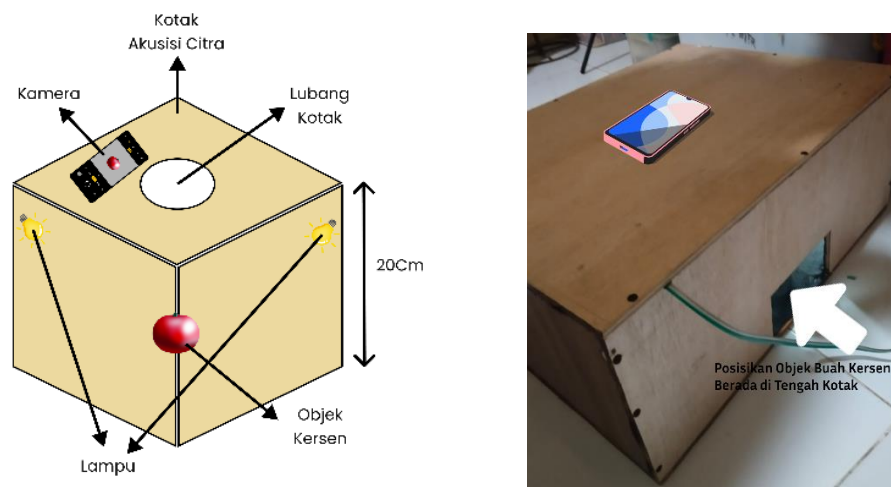 Kotak
Akusisi Citra
Kamera
Lubang
Kotak
20Cm
Objek
Kersen
Lampu
Posisikan Objek Buah Kersen
Berada di Tengah Kotak